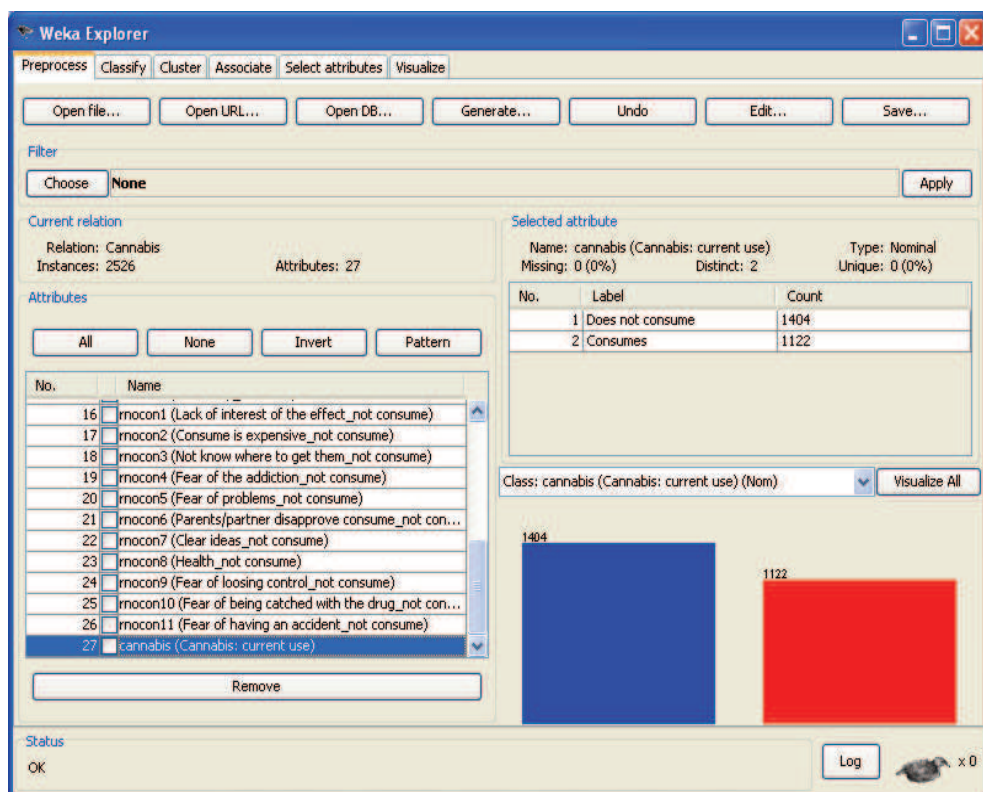 Weka Explorer
Preprocess Classify Cluster Associate Select attributes Visualize
Open file... Open URL... Open DB... Generate... Undo Edit... Save...
Filter
Choose None Apply
Current relation
Relation: Cannabis
Instances: 2526 Attributes: 27
Attributes
All None Invert Pattern
No. Name
16 rnocon1 (Lack of interest of the effect_not consume)
17 rnocon2 (Consume is expensive_not consume)
18 rnocon3 (Not know where to get them_not consume)
19 rnocon4 (Fear of the addiction_not consume)
20 rnocon5 (Fear of problems_not consume)
21 rnocon6 (Parents/partner disapprove consume_not con...
22 rnocon7 (Clear ideas_not consume)
23 rnocon8 (Health_not consume)
24 rnocon9 (Fear of loosing control_not consume)
25 rnocon10 (Fear of being catched with the drug_not con...
26 rnocon11 (Fear of having an accident_not consume)
27 cannabis (Cannabis: current use)
Remove
Selected attribute
Name: cannabis (Cannabis: current use) Type: Nominal
Missing: 0 (0%) Distinct: 2 Unique: 0 (0%)
No. Label Count
1 Does not consume 1404
2 Consumes 1122
Class: cannabis (Cannabis: current use) (Nom) Visualize All
1404
1122
Status
OK
Log x 0